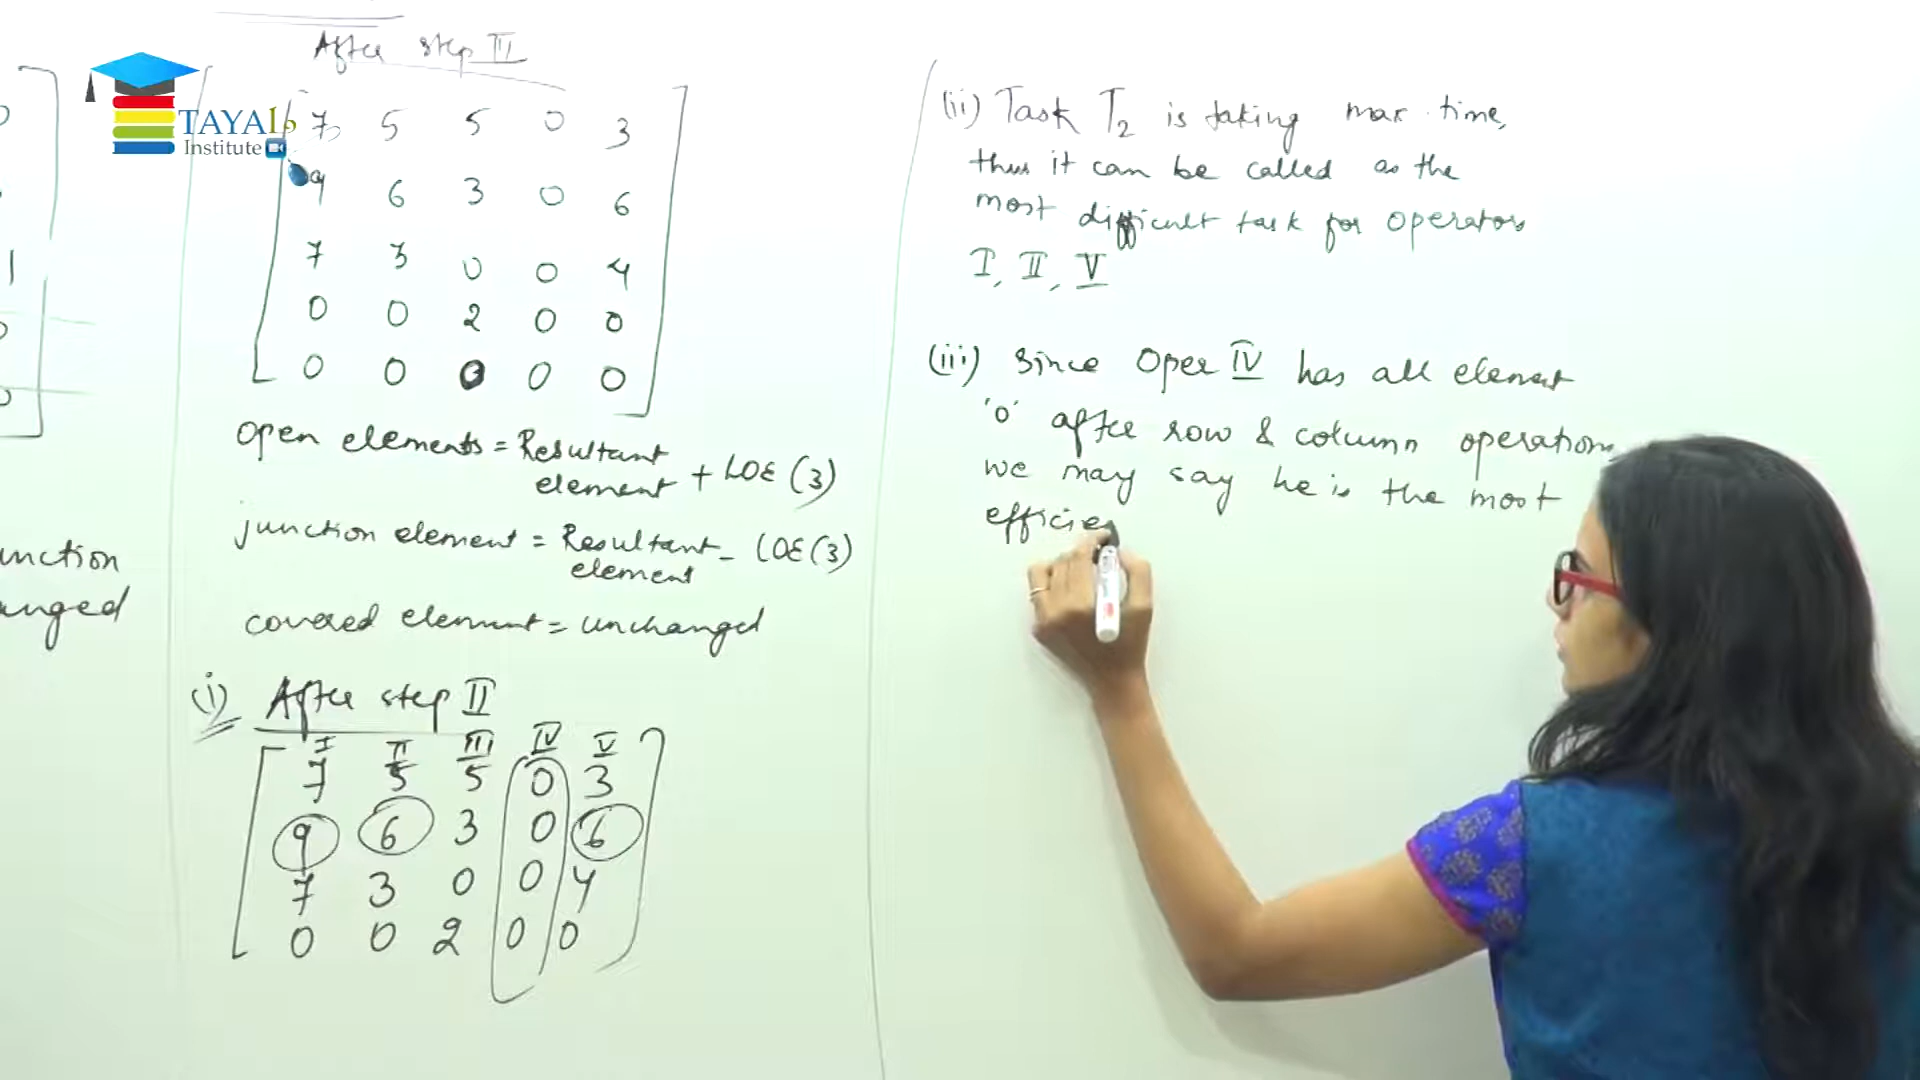 After step III
TAYAL
Institute
7 5 5 0 3
9 6 3 0 6
7 3 0 0 4
0 0 2 0 0
0 0 0 0 0
open elements = Resultant element + LOE (3)
junction element = Resultant element - LOE (3)
covered element = unchanged
(i) After step II
I II III IV V
7 5 5 0 3
9 6 3 0 6
7 3 0 0 4
0 0 2 0 0
unction
anged
(ii) Task T2 is taking max. time,
thus it can be called as the
most difficult task for operators
I, II, V
(iii) Since Oper IV has all element
'0' after row & column operations,
we may say he is the most
efficie